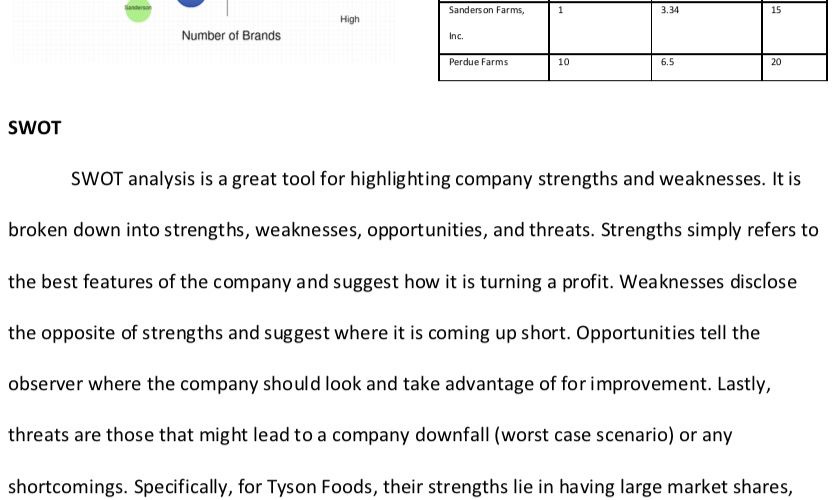 Sanderson
High
Number of Brands
Sanderson Farms, Inc. 1 3.34 15
Perdue Farms 10 6.5 20
SWOT
SWOT analysis is a great tool for highlighting company strengths and weaknesses. It is
broken down into strengths, weaknesses, opportunities, and threats. Strengths simply refers to
the best features of the company and suggest how it is turning a profit. Weaknesses disclose
the opposite of strengths and suggest where it is coming up short. Opportunities tell the
observer where the company should look and take advantage of for improvement. Lastly,
threats are those that might lead to a company downfall (worst case scenario) or any
shortcomings. Specifically, for Tyson Foods, their strengths lie in having large market shares,